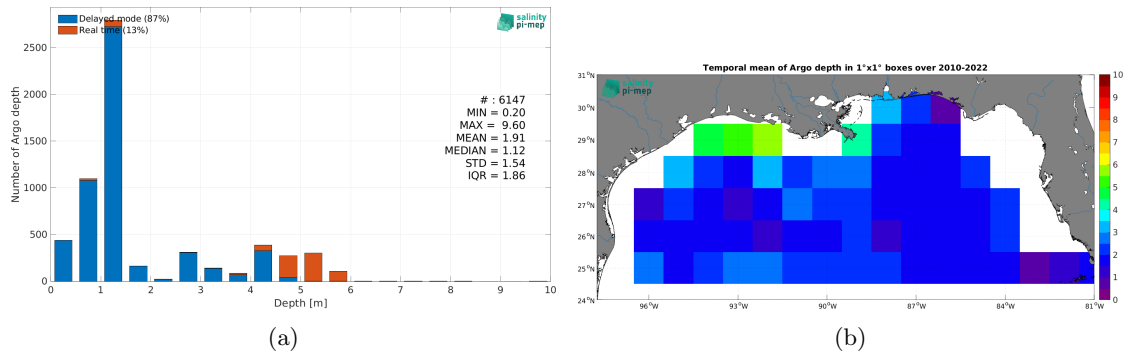 Delayed mode (87%)
Real time (13%)
salinity
pi-mep
# : 6147
MIN = 0.20
MAX = 9.60
MEAN = 1.91
MEDIAN = 1.12
STD = 1.54
IQR = 1.86
Number of Argo depth
2500
2000
1500
1000
500
0
0 1 2 3 4 5 6 7 8 9 10
Depth [m]
(a)
Temporal mean of Argo depth in 1°x1° boxes over 2010-2022
salinity
pi-mep
31°N
30°N
29°N
28°N
27°N
26°N
25°N
24°N
96°W 93°W 90°W 87°W 84°W 81°W
10
9
8
7
6
5
4
3
2
1
0
(b)